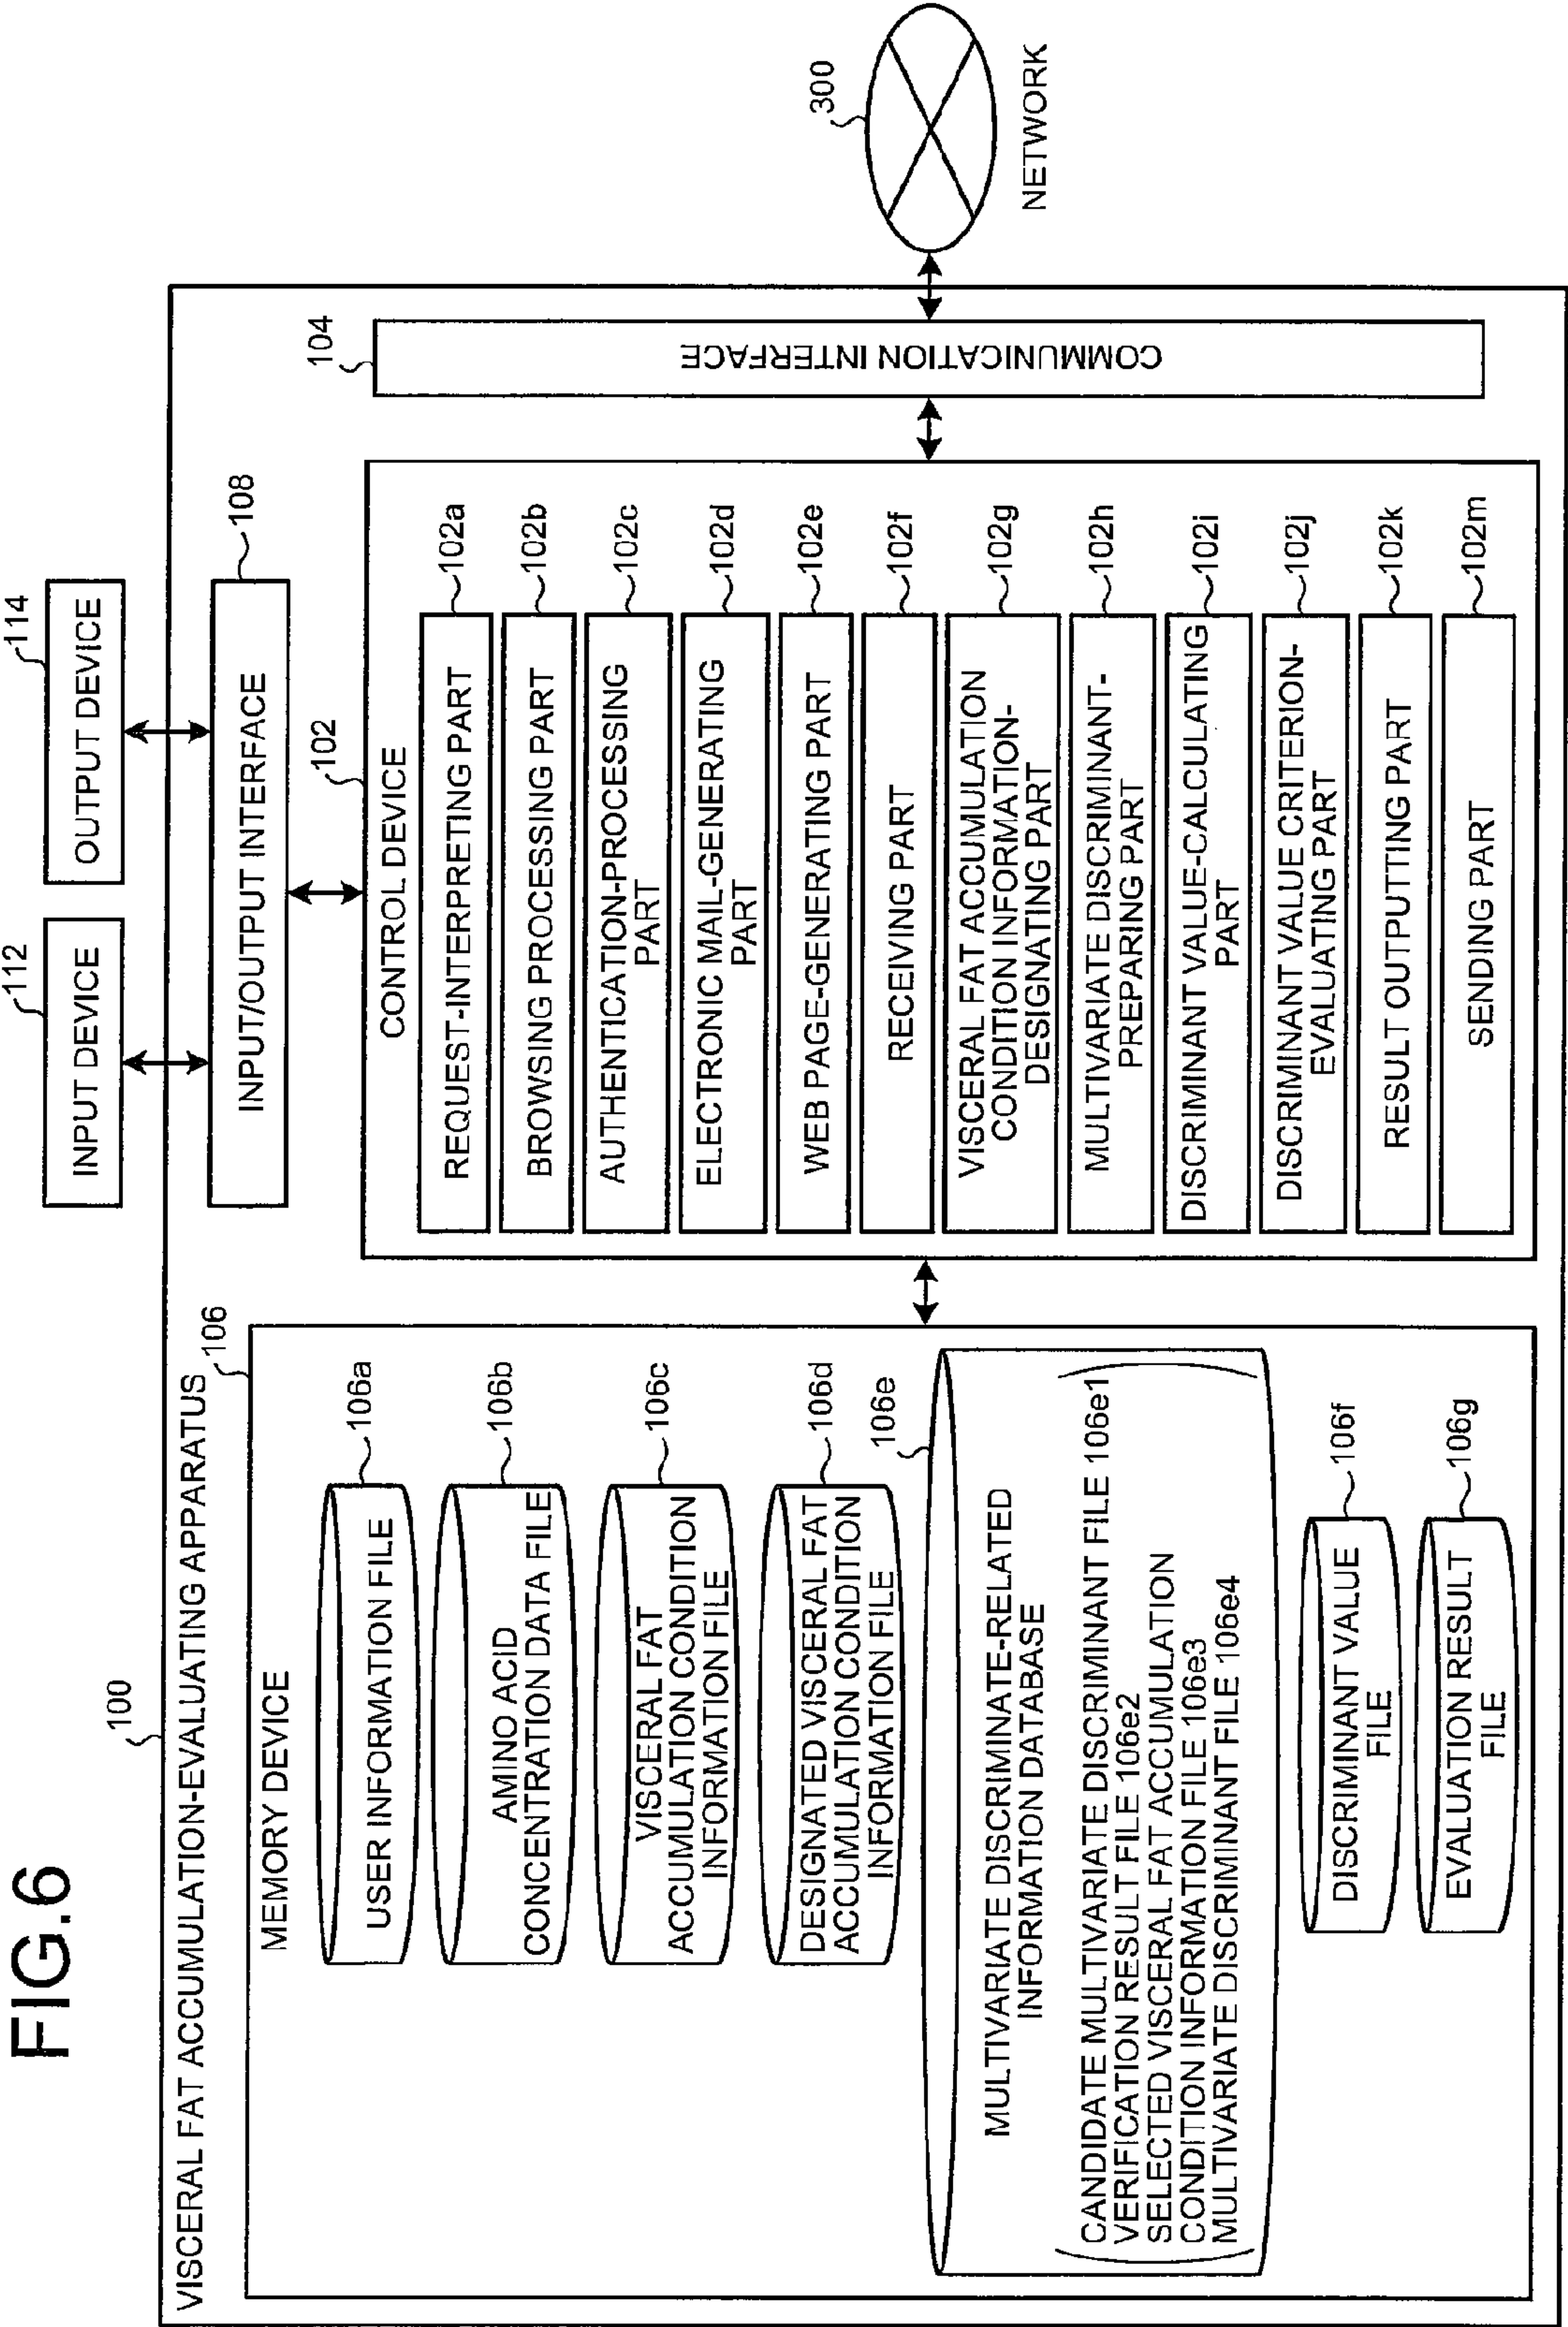 FIG.6
100
VISCERAL FAT ACCUMULATION-EVALUATING APPARATUS
106
MEMORY DEVICE
USER INFORMATION FILE
106a
AMINO ACID
CONCENTRATION DATA FILE
106b
VISCERAL FAT
ACCUMULATION CONDITION
INFORMATION FILE
106c
DESIGNATED VISCERAL FAT
ACCUMULATION CONDITION
INFORMATION FILE
106d
106e
MULTIVARIATE DISCRIMINATE-RELATED
INFORMATION DATABASE
CANDIDATE MULTIVARIATE DISCRIMINANT FILE 106e1
VERIFICATION RESULT FILE 106e2
SELECTED VISCERAL FAT ACCUMULATION
CONDITION INFORMATION FILE 106e3
MULTIVARIATE DISCRIMINANT FILE 106e4
DISCRIMINANT VALUE
FILE
106f
EVALUATION RESULT
FILE
106g
112
INPUT DEVICE
114
OUTPUT DEVICE
INPUT/OUTPUT INTERFACE
108
102
CONTROL DEVICE
REQUEST-INTERPRETING PART
102a
BROWSING PROCESSING PART
102b
AUTHENTICATION-PROCESSING
PART
102c
ELECTRONIC MAIL-GENERATING
PART
102d
WEB PAGE-GENERATING PART
102e
RECEIVING PART
102f
VISCERAL FAT ACCUMULATION
CONDITION INFORMATION-
DESIGNATING PART
102g
MULTIVARIATE DISCRIMINANT-
PREPARING PART
102h
DISCRIMINANT VALUE-CALCULATING
PART
102i
DISCRIMINANT VALUE CRITERION-
EVALUATING PART
102j
RESULT OUTPUTTING PART
102k
SENDING PART
102m
104
COMMUNICATION INTERFACE
300
NETWORK